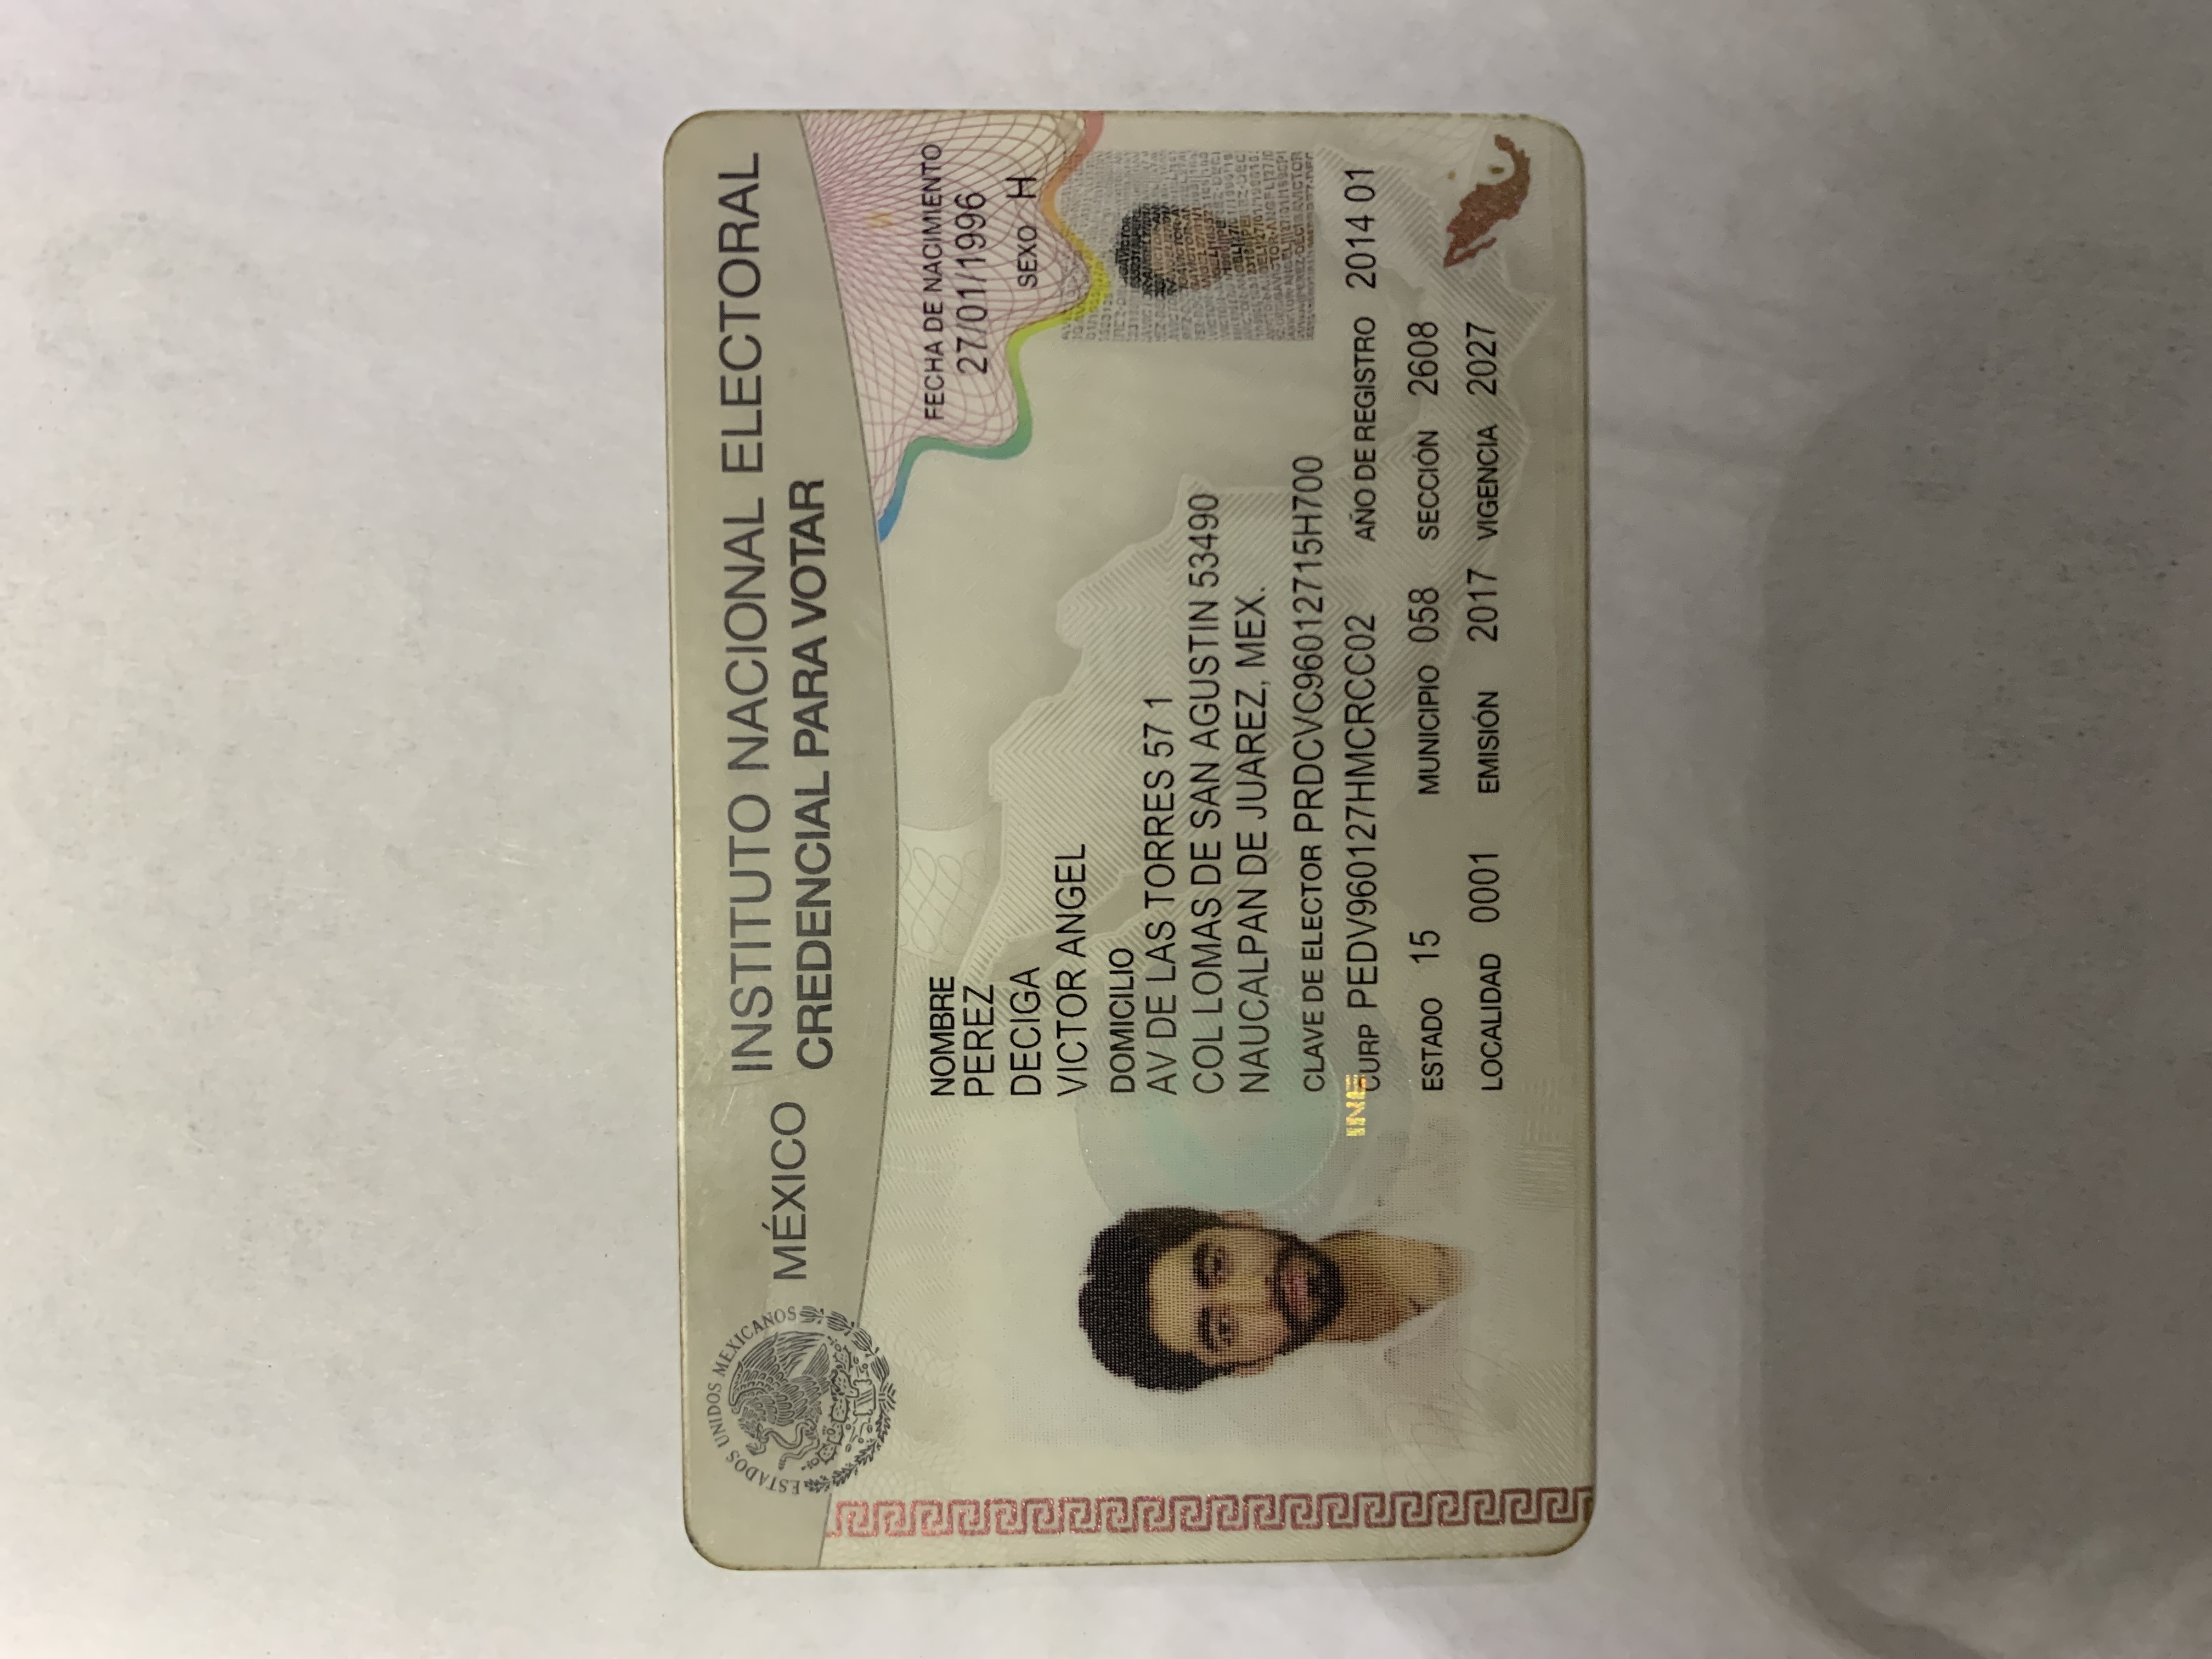 ESTADOS UNIDOS MEXICANOS
MÉXICO INSTITUTO NACIONAL ELECTORAL
CREDENCIAL PARA VOTAR
NOMBRE
PEREZ
DECIGA
VICTOR ANGEL
FECHA DE NACIMIENTO
27/01/1996
SEXO H
DOMICILIO
AV DE LAS TORRES 57 1
COL LOMAS DE SAN AGUSTIN 53490
NAUCALPAN DE JUAREZ, MEX.
CLAVE DE ELECTOR PRDCVC96012715H700
CURP PEDV960127HMCRCC02 AÑO DE REGISTRO 2014 01
ESTADO 15 MUNICIPIO 058 SECCIÓN 2608
LOCALIDAD 0001 EMISIÓN 2017 VIGENCIA 2027
INE